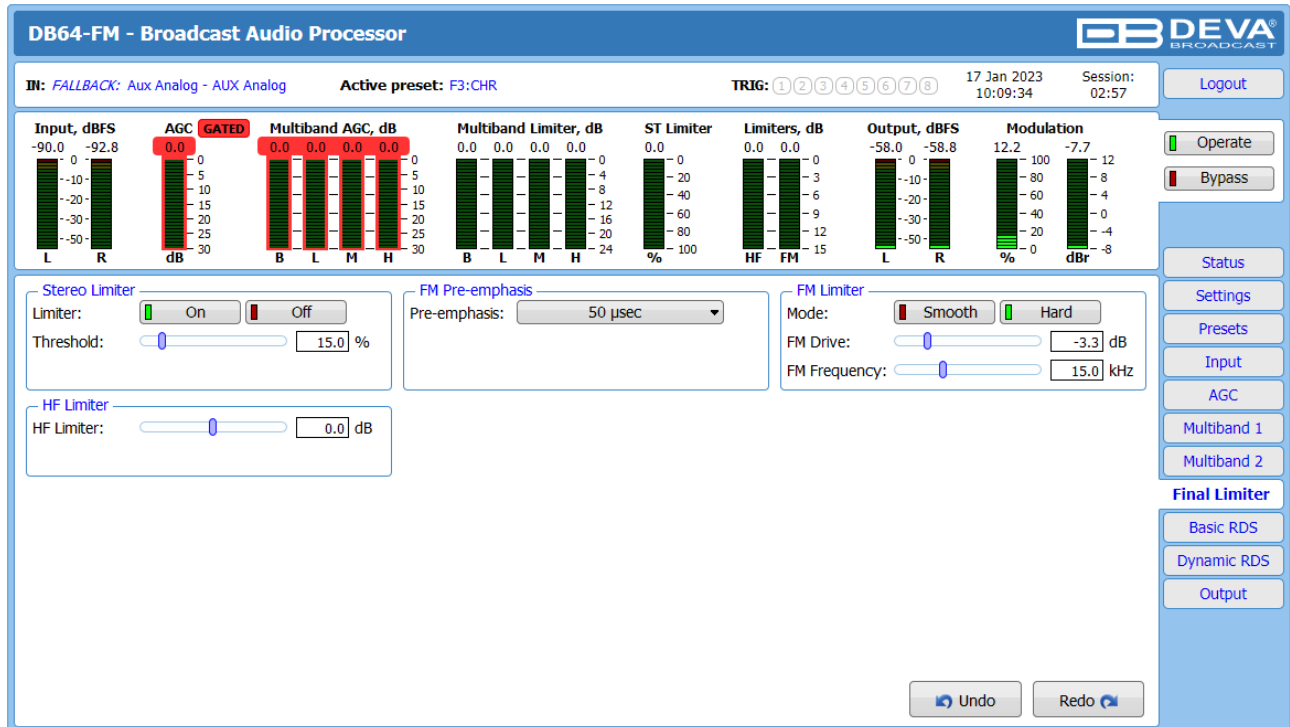 DB64-FM - Broadcast Audio Processor
DEVA®
BROADCAST
IN: FALLBACK: Aux Analog - AUX Analog Active preset: F3:CHR TRIG: 1 2 3 4 5 6 7 8 17 Jan 2023 10:09:34 Session: 02:57
Logout
Input, dBFS
-90.0 -92.8
0
-10
-20
-30
-50
L R
AGC GATED
0.0
0
5
10
15
20
25
30
dB
Multiband AGC, dB
0.0 0.0 0.0 0.0
0
5
10
15
20
25
30
B L M H
Multiband Limiter, dB
0.0 0.0 0.0 0.0
0
4
8
12
16
20
24
B L M H
ST Limiter
0.0
0
20
40
60
80
100
%
Limiters, dB
0.0 0.0
0
3
6
9
12
15
HF FM
Output, dBFS
-58.0 -58.8
0
-10
-20
-30
-50
L R
Modulation
12.2 -7.7
100 12
80 8
60 4
40 0
20 -4
0 -8
% dBr
Operate
Bypass
Stereo Limiter
Limiter: On Off
Threshold: 15.0 %
FM Pre-emphasis
Pre-emphasis: 50 µsec
FM Limiter
Mode: Smooth Hard
FM Drive: -3.3 dB
FM Frequency: 15.0 kHz
HF Limiter
HF Limiter: 0.0 dB
Status
Settings
Presets
Input
AGC
Multiband 1
Multiband 2
Final Limiter
Basic RDS
Dynamic RDS
Output
Undo Redo